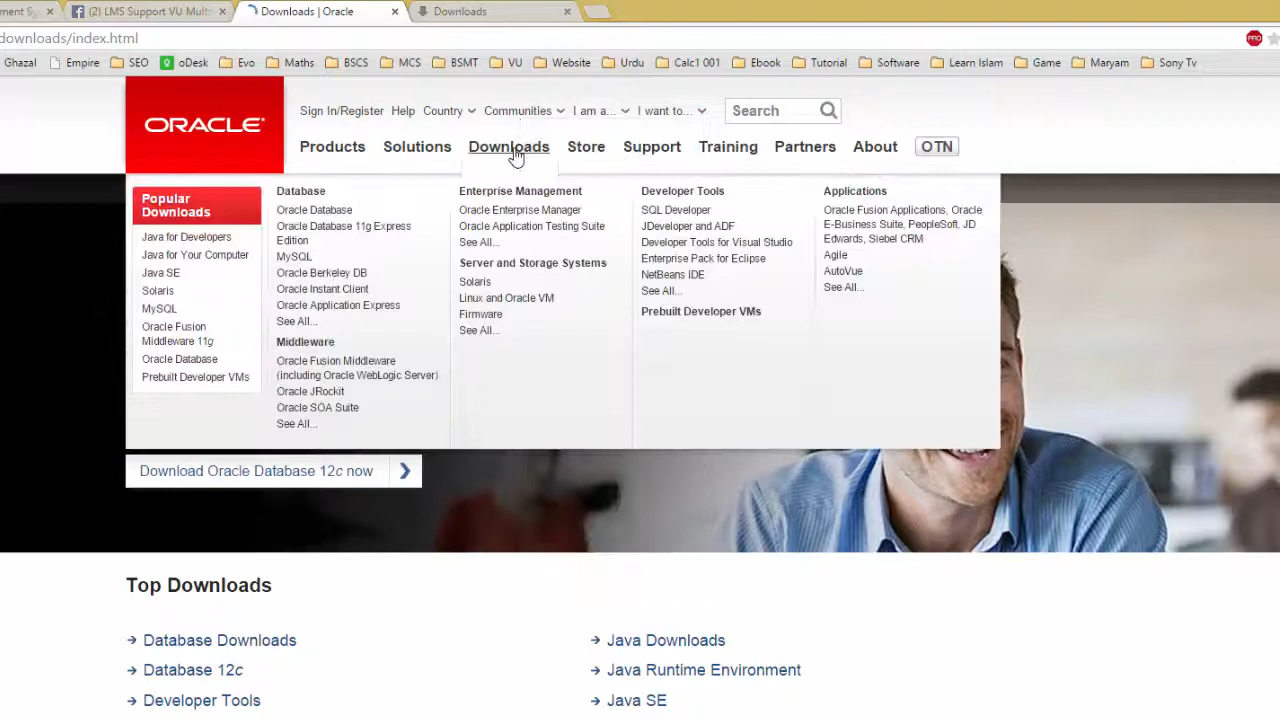 ment Sy
(2) LMS Support VU Mult
Downloads | Oracle
Downloads
downloads/index.html
PRO
Ghazal
Empire
SEO
oDesk
Evo
Maths
BSCS
MCS
BSMT
VU
Website
Urdu
Calc1 001
Ebook
Tutorial
Software
Learn Islam
Game
Maryam
Sony Tv
ORACLE®
Sign In/Register
Help
Country
Communities
I am a...
I want to...
Search
Products
Solutions
Downloads
Store
Support
Training
Partners
About
OTN
Popular
Downloads
Java for Developers
Java for Your Computer
Java SE
Solaris
MySQL
Oracle Fusion
Middleware 11g
Oracle Database
Prebuilt Developer VMs
Database
Oracle Database
Oracle Database 11g Express
Edition
MySQL
Oracle Berkeley DB
Oracle Instant Client
Oracle Application Express
See All...
Middleware
Oracle Fusion Middleware
(including Oracle WebLogic Server)
Oracle JRockit
Oracle SOA Suite
See All...
Enterprise Management
Oracle Enterprise Manager
Oracle Application Testing Suite
See All...
Server and Storage Systems
Solaris
Linux and Oracle VM
Firmware
See All...
Developer Tools
SQL Developer
JDeveloper and ADF
Developer Tools for Visual Studio
Enterprise Pack for Eclipse
NetBeans IDE
See All...
Prebuilt Developer VMs
Applications
Oracle Fusion Applications, Oracle
E-Business Suite, PeopleSoft, JD
Edwards, Siebel CRM
Agile
AutoVue
See All...
Download Oracle Database 12c now
Top Downloads
Database Downloads
Database 12c
Developer Tools
Java Downloads
Java Runtime Environment
Java SE